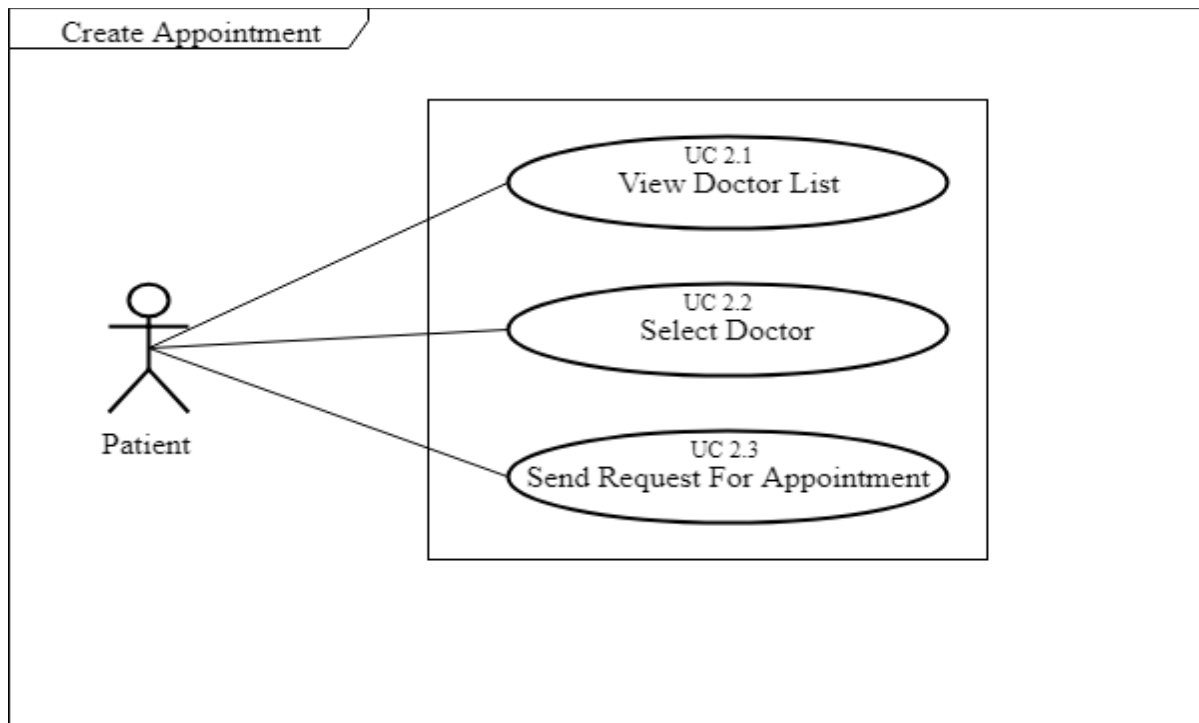 Create Appointment
UC 2.1
View Doctor List
UC 2.2
Select Doctor
UC 2.3
Send Request For Appointment
Patient